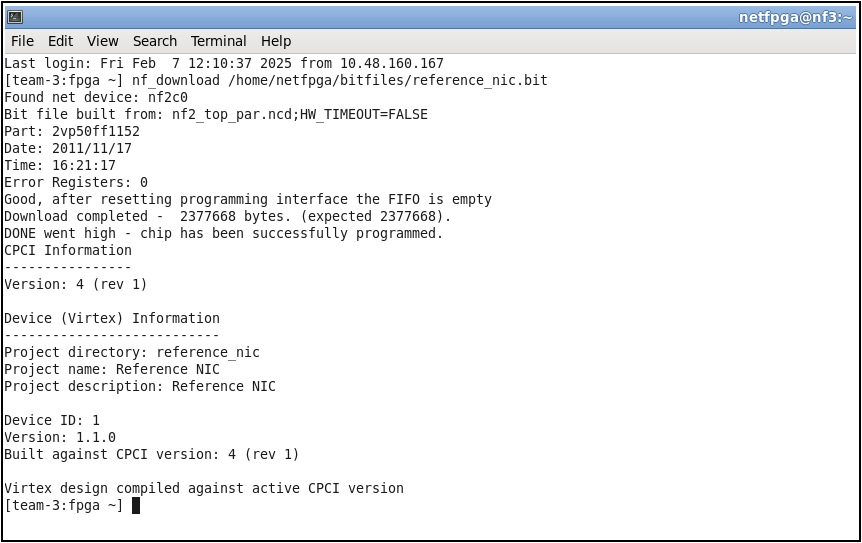 netfpga@nf3:~
File Edit View Search Terminal Help
Last login: Fri Feb  7 12:10:37 2025 from 10.48.160.167
[team-3:fpga ~] nf_download /home/netfpga/bitfiles/reference_nic.bit
Found net device: nf2c0
Bit file built from: nf2_top_par.ncd;HW_TIMEOUT=FALSE
Part: 2vp50ff1152
Date: 2011/11/17
Time: 16:21:17
Error Registers: 0
Good, after resetting programming interface the FIFO is empty
Download completed -  2377668 bytes. (expected 2377668).
DONE went high - chip has been successfully programmed.
CPCI Information
----------------
Version: 4 (rev 1)

Device (Virtex) Information
---------------------------
Project directory: reference_nic
Project name: Reference NIC
Project description: Reference NIC

Device ID: 1
Version: 1.1.0
Built against CPCI version: 4 (rev 1)

Virtex design compiled against active CPCI version
[team-3:fpga ~]